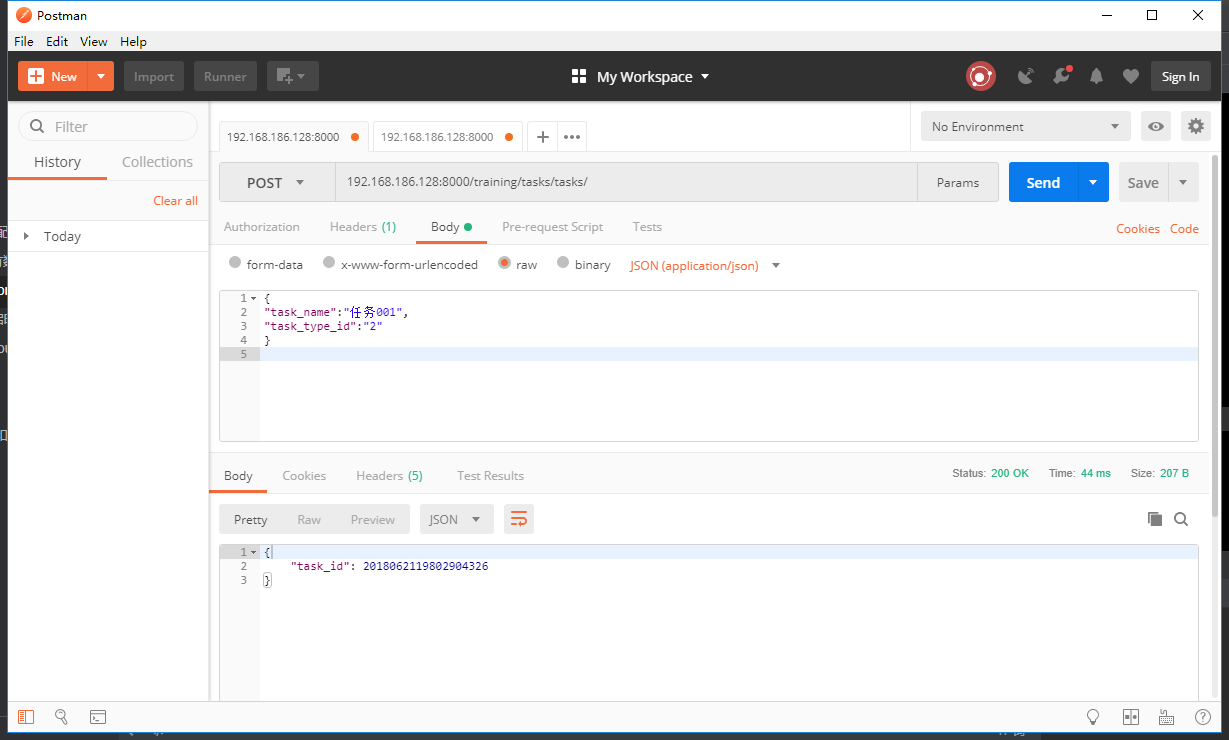 Postman
File Edit View Help
New Import Runner My Workspace Sign In
Filter
History Collections
Clear all
Today
192.168.186.128:8000 192.168.186.128:8000 No Environment
POST 192.168.186.128:8000/training/tasks/tasks/ Params Send Save
Authorization Headers (1) Body Pre-request Script Tests Cookies Code
form-data x-www-form-urlencoded raw binary JSON (application/json)
1 {
2 "task_name":"任务001",
3 "task_type_id":"2"
4 }
5
Body Cookies Headers (5) Test Results Status: 200 OK Time: 44 ms Size: 207 B
Pretty Raw Preview JSON
1 {
2 "task_id": 2018062119802904326
3 }